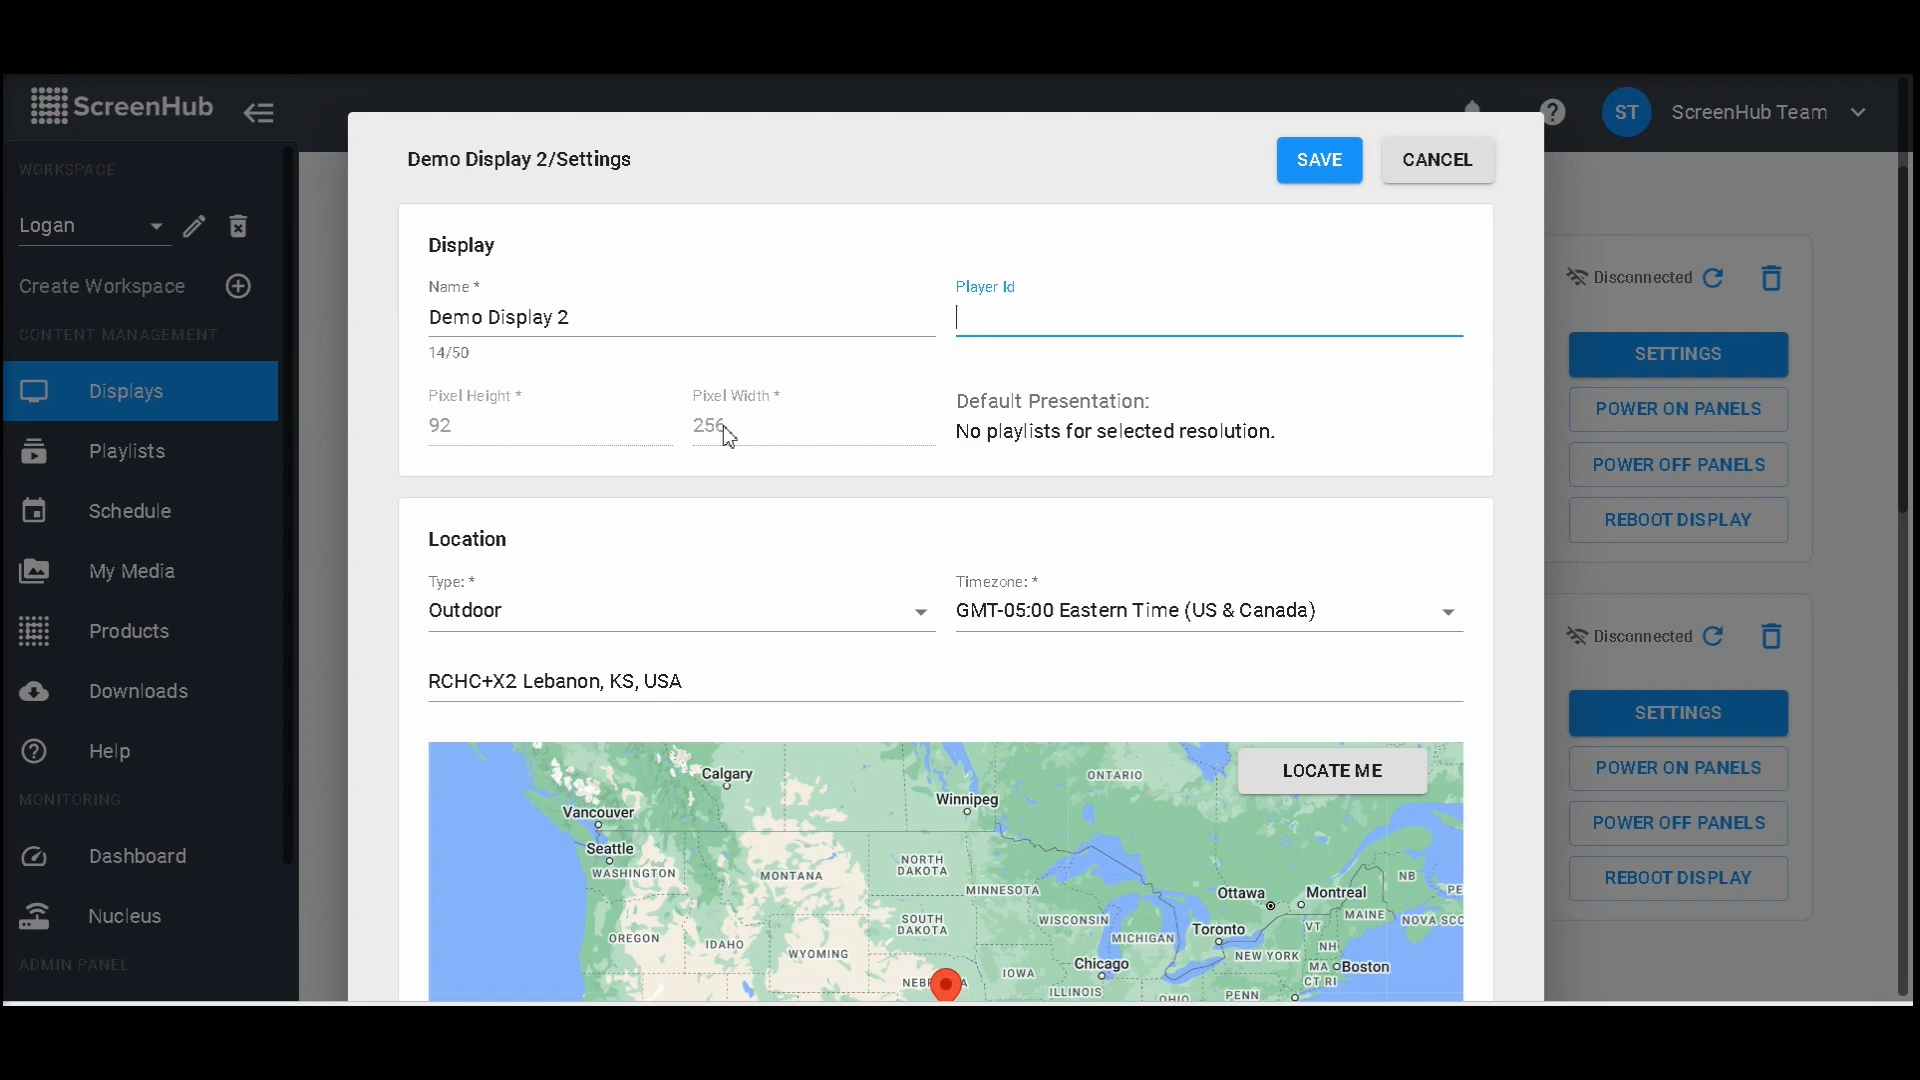 ScreenHub
ST
ScreenHub Team
WORKSPACE
Logan
Create Workspace
CONTENT MANAGEMENT
Displays
Playlists
Schedule
My Media
Products
Downloads
Help
MONITORING
Dashboard
Nucleus
ADMIN PANEL
Demo Display 2/Settings
SAVE
CANCEL
Display
Name *
Player Id
Demo Display 2
14/50
Pixel Height *
Pixel Width *
Default Presentation:
92
256
No playlists for selected resolution.
Location
Type: *
Timezone: *
Outdoor
GMT-05:00 Eastern Time (US & Canada)
RCHC+X2 Lebanon, KS, USA
LOCATE ME
Calgary
ONTARIO
Winnipeg
Vancouver
Seattle
WASHINGTON
MONTANA
NORTH
DAKOTA
MINNESOTA
Ottawa
Montreal
NB
PE
MAINE
NOVA SCO
SOUTH
DAKOTA
WISCONSIN
MICHIGAN
Toronto
VT
NH
OREGON
IDAHO
WYOMING
Chicago
NEW YORK
MA
Boston
CT RI
NEB
A
IOWA
ILLINOIS
OHIO
PENN
Disconnected
SETTINGS
POWER ON PANELS
POWER OFF PANELS
REBOOT DISPLAY
Disconnected
SETTINGS
POWER ON PANELS
POWER OFF PANELS
REBOOT DISPLAY